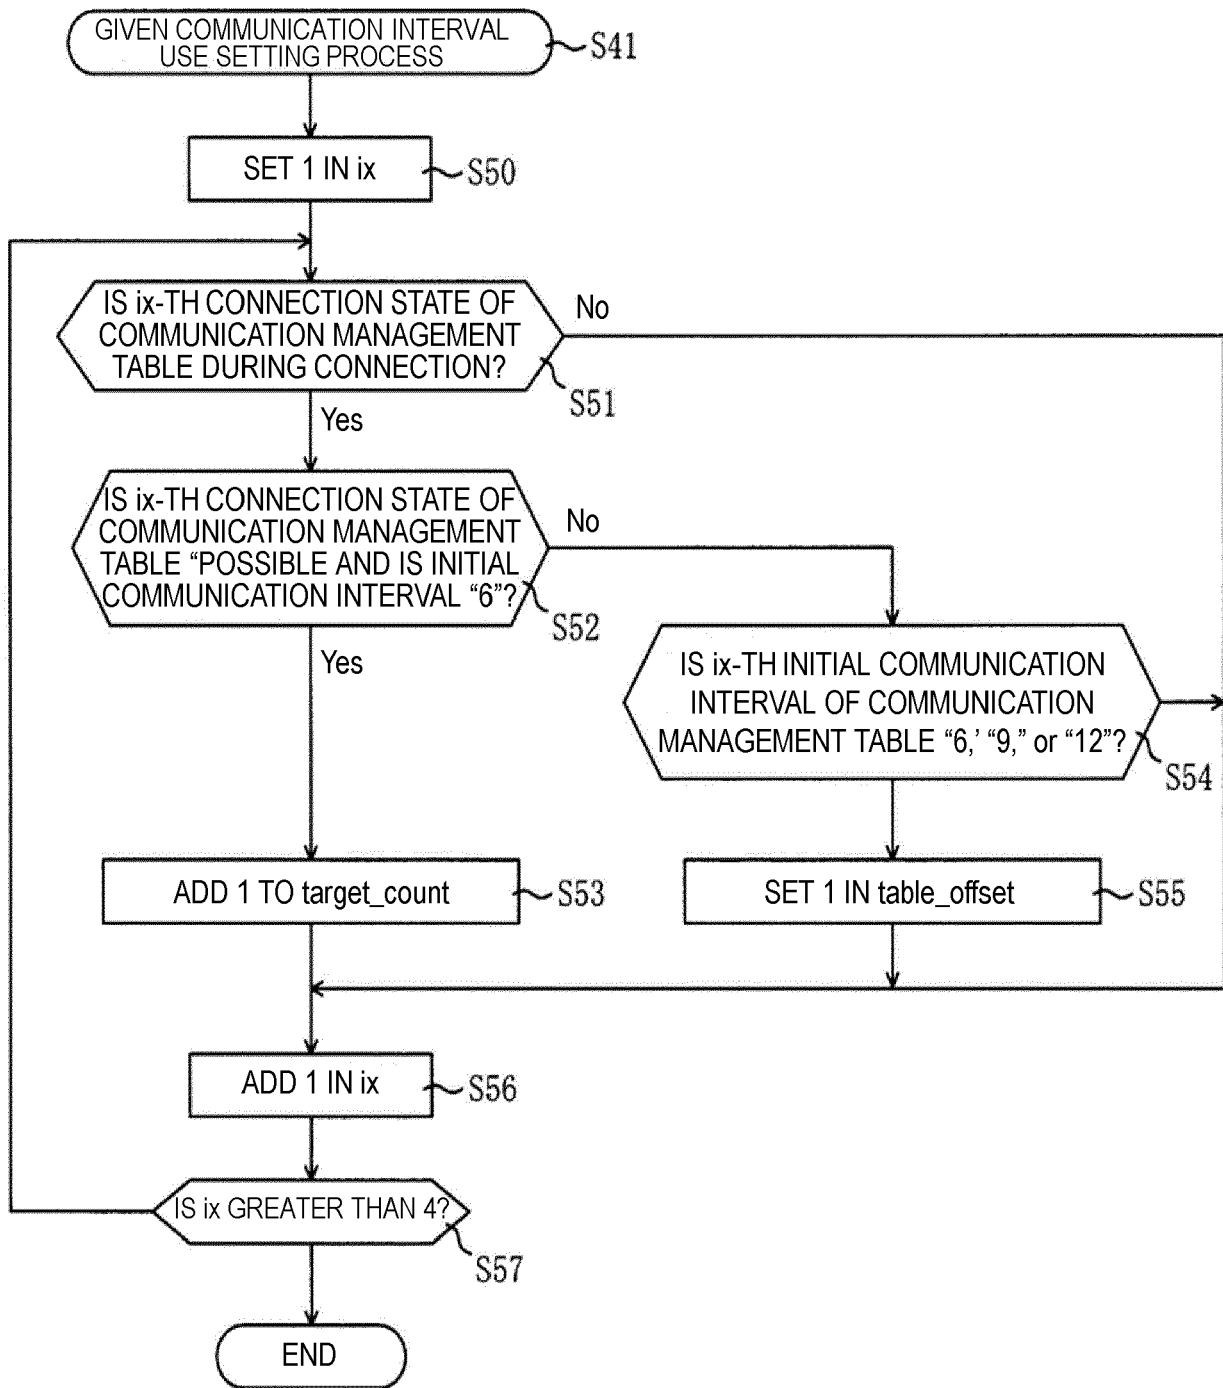 GIVEN COMMUNICATION INTERVAL
USE SETTING PROCESS
S41
SET 1 IN ix
S50
IS ix-TH CONNECTION STATE OF
COMMUNICATION MANAGEMENT
TABLE DURING CONNECTION?
No
S51
Yes
IS ix-TH CONNECTION STATE OF
COMMUNICATION MANAGEMENT
TABLE “POSSIBLE AND IS INITIAL
COMMUNICATION INTERVAL “6”?
No
S52
Yes
IS ix-TH INITIAL COMMUNICATION
INTERVAL OF COMMUNICATION
MANAGEMENT TABLE “6,’ “9,” or “12”?
S54
ADD 1 TO target_count
S53
SET 1 IN table_offset
S55
ADD 1 IN ix
S56
IS ix GREATER THAN 4?
S57
END